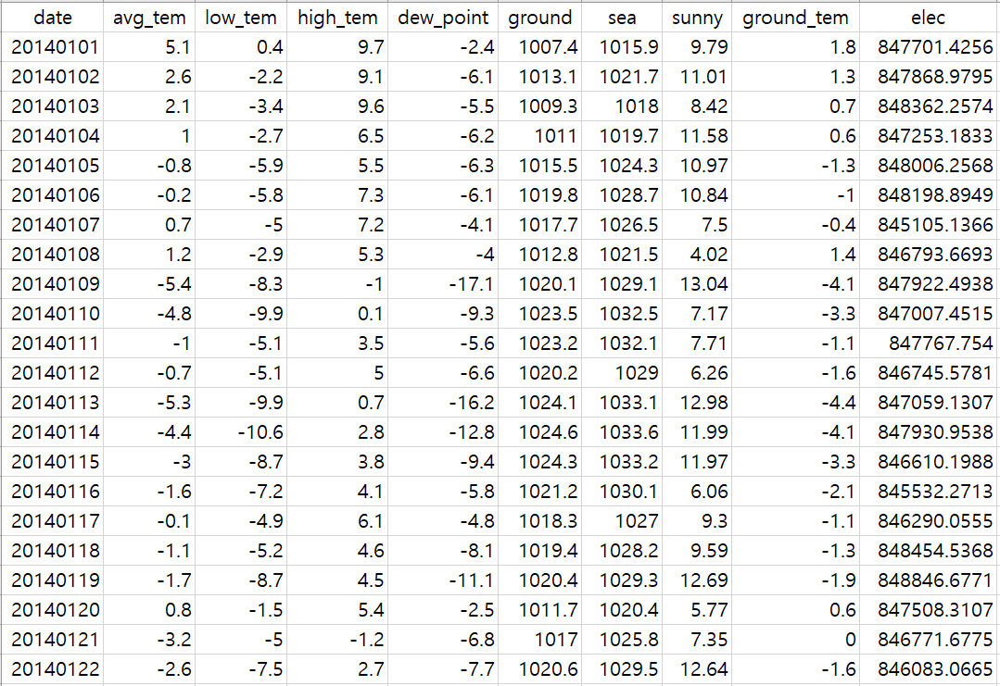 date avg_tem low_tem high_tem dew_point ground sea sunny ground_tem elec
20140101 5.1 0.4 9.7 -2.4 1007.4 1015.9 9.79 1.8 847701.4256
20140102 2.6 -2.2 9.1 -6.1 1013.1 1021.7 11.01 1.3 847868.9795
20140103 2.1 -3.4 9.6 -5.5 1009.3 1018 8.42 0.7 848362.2574
20140104 1 -2.7 6.5 -6.2 1011 1019.7 11.58 0.6 847253.1833
20140105 -0.8 -5.9 5.5 -6.3 1015.5 1024.3 10.97 -1.3 848006.2568
20140106 -0.2 -5.8 7.3 -6.1 1019.8 1028.7 10.84 -1 848198.8949
20140107 0.7 -5 7.2 -4.1 1017.7 1026.5 7.5 -0.4 845105.1366
20140108 1.2 -2.9 5.3 -4 1012.8 1021.5 4.02 1.4 846793.6693
20140109 -5.4 -8.3 -1 -17.1 1020.1 1029.1 13.04 -4.1 847922.4938
20140110 -4.8 -9.9 0.1 -9.3 1023.5 1032.5 7.17 -3.3 847007.4515
20140111 -1 -5.1 3.5 -5.6 1023.2 1032.1 7.71 -1.1 847767.754
20140112 -0.7 -5.1 5 -6.6 1020.2 1029 6.26 -1.6 846745.5781
20140113 -5.3 -9.9 0.7 -16.2 1024.1 1033.1 12.98 -4.4 847059.1307
20140114 -4.4 -10.6 2.8 -12.8 1024.6 1033.6 11.99 -4.1 847930.9538
20140115 -3 -8.7 3.8 -9.4 1024.3 1033.2 11.97 -3.3 846610.1988
20140116 -1.6 -7.2 4.1 -5.8 1021.2 1030.1 6.06 -2.1 845532.2713
20140117 -0.1 -4.9 6.1 -4.8 1018.3 1027 9.3 -1.1 846290.0555
20140118 -1.1 -5.2 4.6 -8.1 1019.4 1028.2 9.59 -1.3 848454.5368
20140119 -1.7 -8.7 4.5 -11.1 1020.4 1029.3 12.69 -1.9 848846.6771
20140120 0.8 -1.5 5.4 -2.5 1011.7 1020.4 5.77 0.6 847508.3107
20140121 -3.2 -5 -1.2 -6.8 1017 1025.8 7.35 0 846771.6775
20140122 -2.6 -7.5 2.7 -7.7 1020.6 1029.5 12.64 -1.6 846083.0665